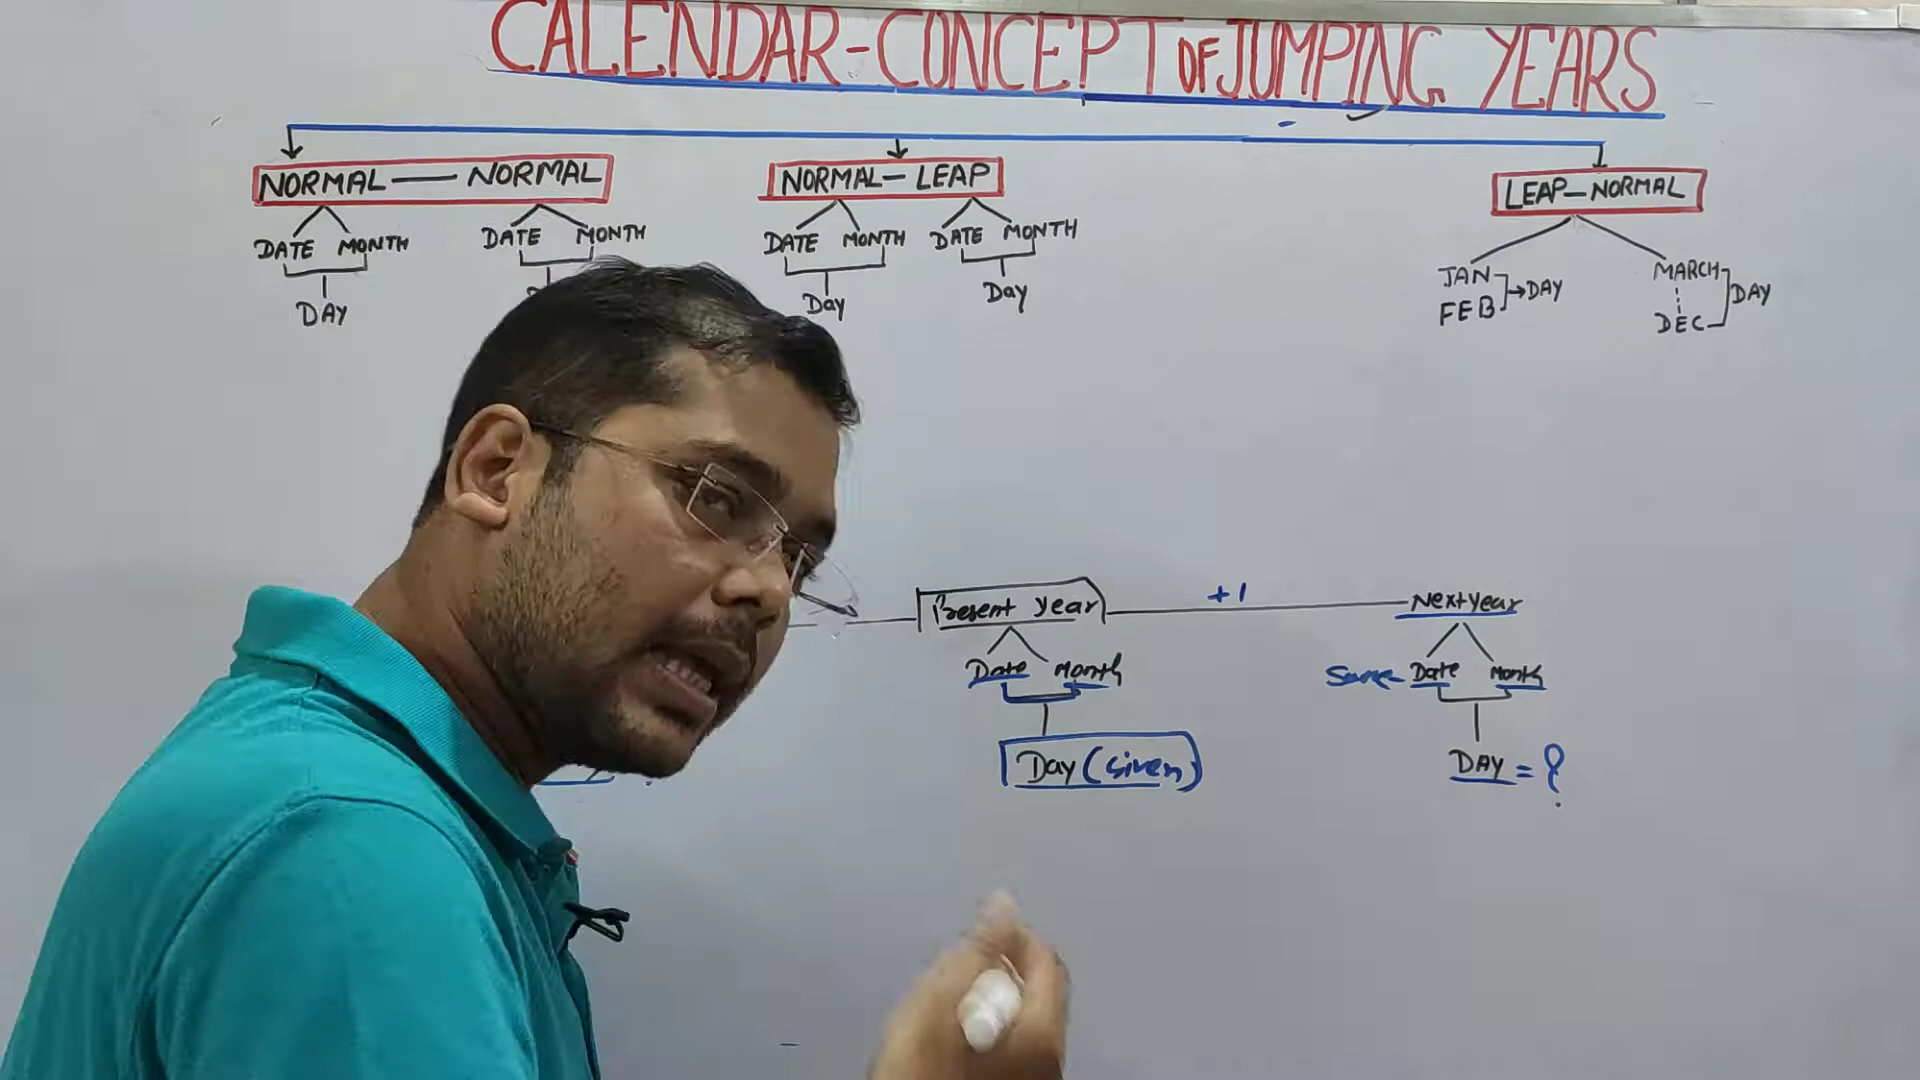 CALENDAR-CONCEPT OF JUMPING YEARS
NORMAL — NORMAL
NORMAL - LEAP
LEAP - NORMAL
DATE MONTH
DATE MONTH
DATE MONTH
DATE MONTH
JAN
FEB
→DAY
MARCH
DEC
DAY
DAY
Day
Day
Present year
+1
Next year
Date Month
Same- Date Month
Day (Given)
DAY = ?